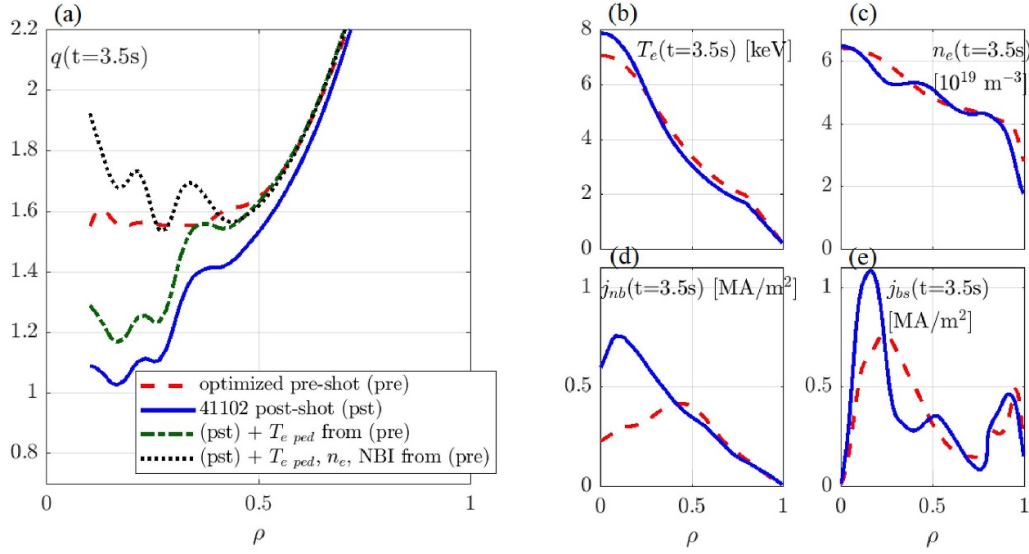 (a)
q(t=3.5s)
2.2
2
1.8
1.6
1.4
1.2
1
0.8
optimized pre-shot (pre)
41102 post-shot (pst)
(pst) + T_e ped from (pre)
(pst) + T_e ped, n_e, NBI from (pre)
0
0.5
1
ρ
(b)
T_e(t=3.5s) [keV]
8
6
4
2
0
(c)
n_e(t=3.5s)
[10^19 m^−3]
6
4
2
0
(d)
j_nb(t=3.5s) [MA/m^2]
1
0.5
0
0
0.5
1
ρ
(e)
j_bs(t=3.5s)
[MA/m^2]
1
0.5
0
0
0.5
1
ρ